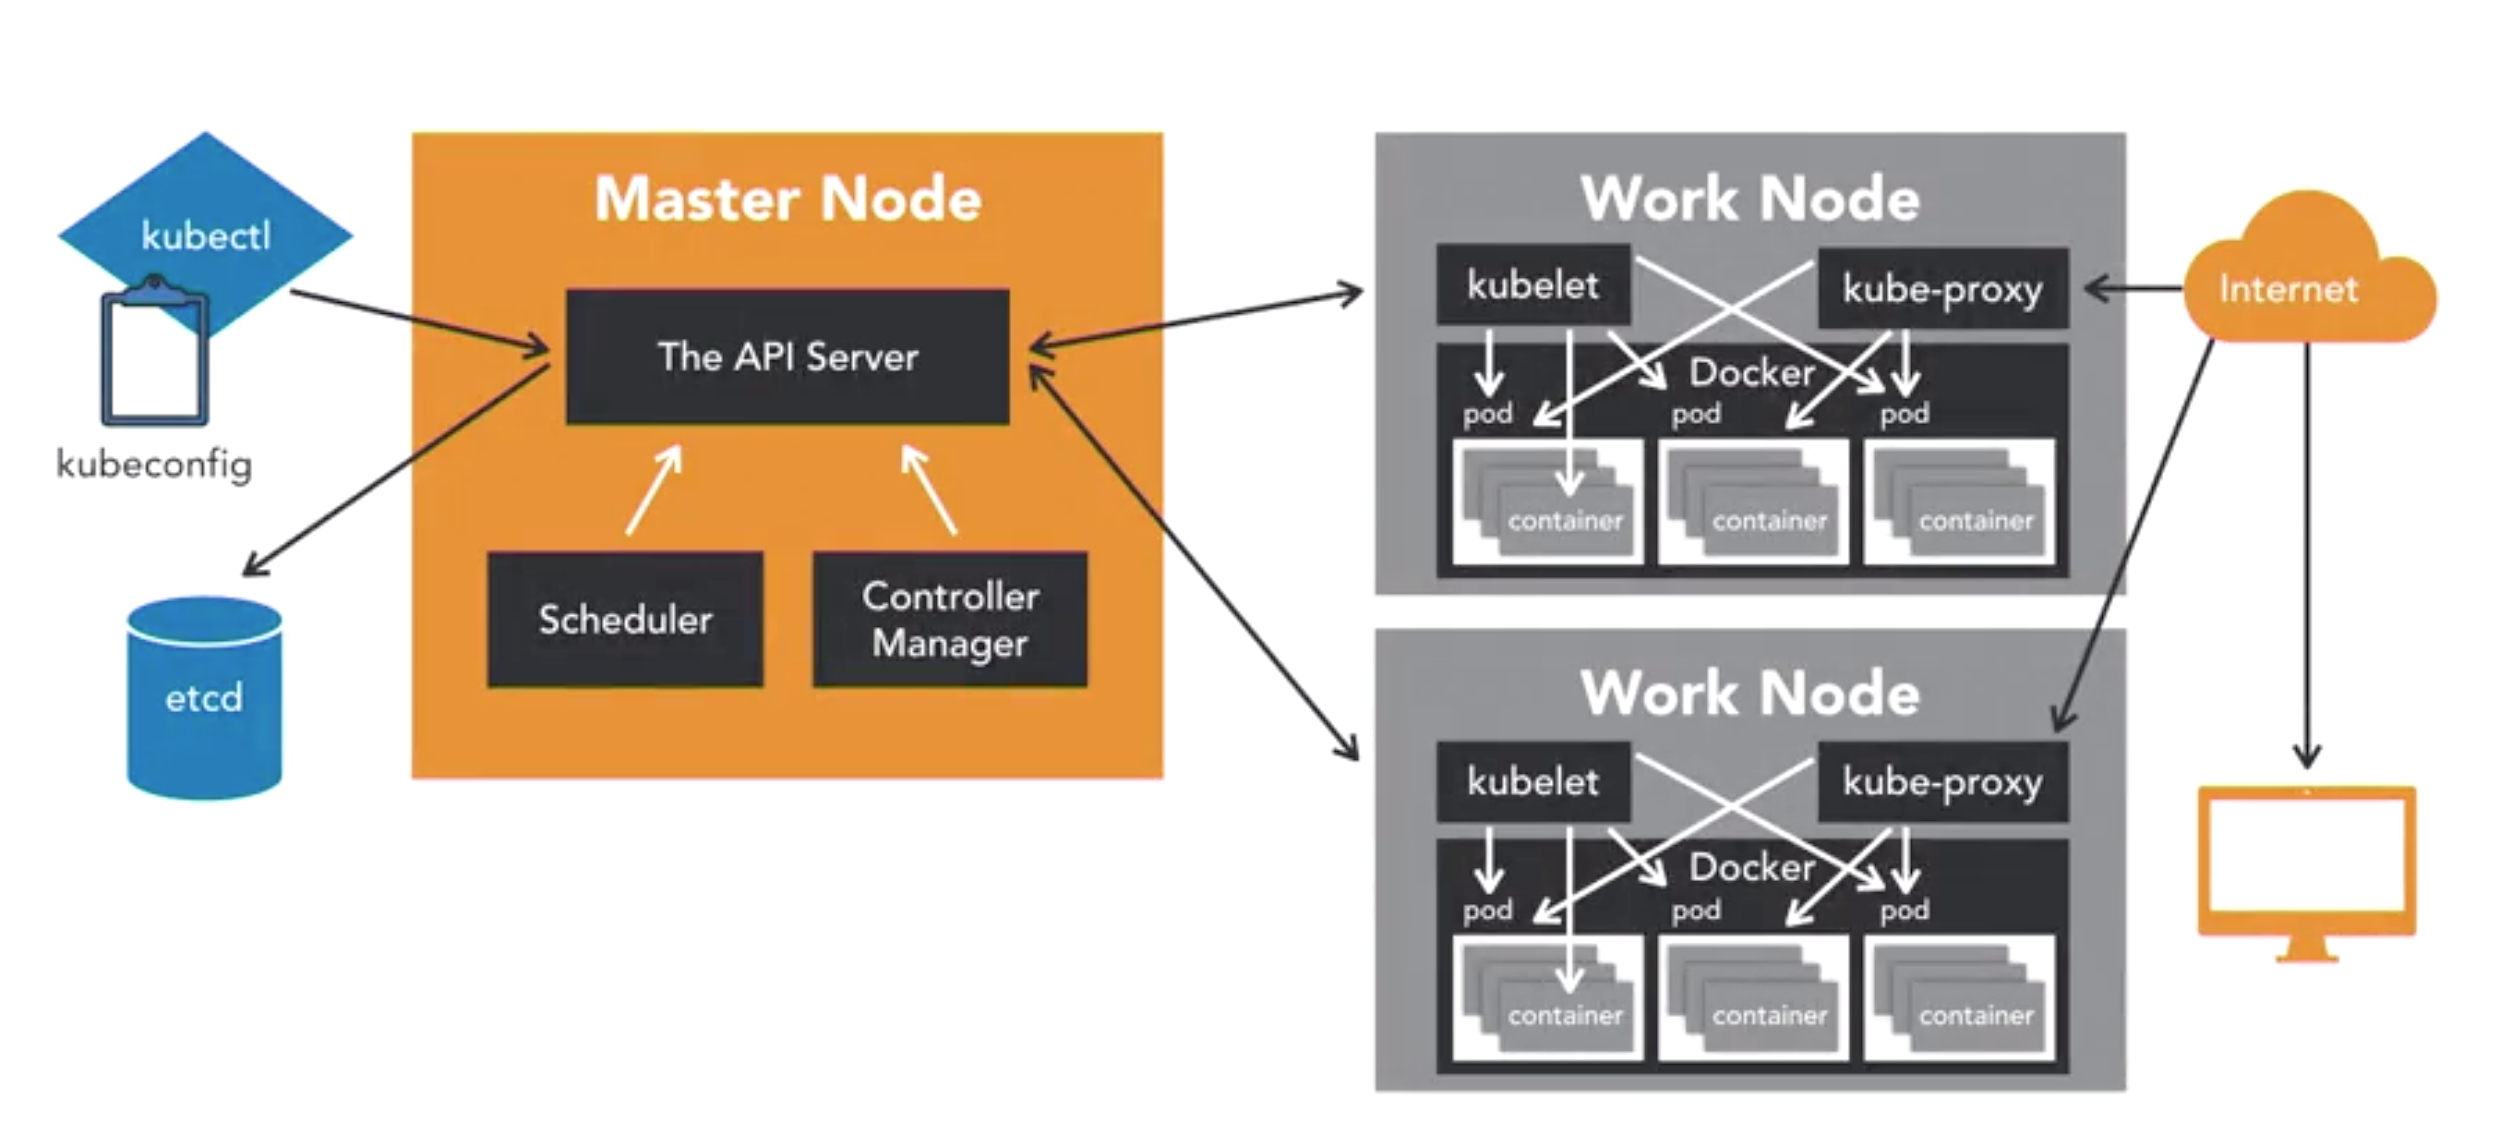 kubectl
kubeconfig
etcd
Master Node
The API Server
Scheduler
Controller
Manager
Work Node
kubelet
kube-proxy
Docker
pod
pod
pod
container
container
container
Work Node
kubelet
kube-proxy
Docker
pod
pod
pod
container
container
container
Internet